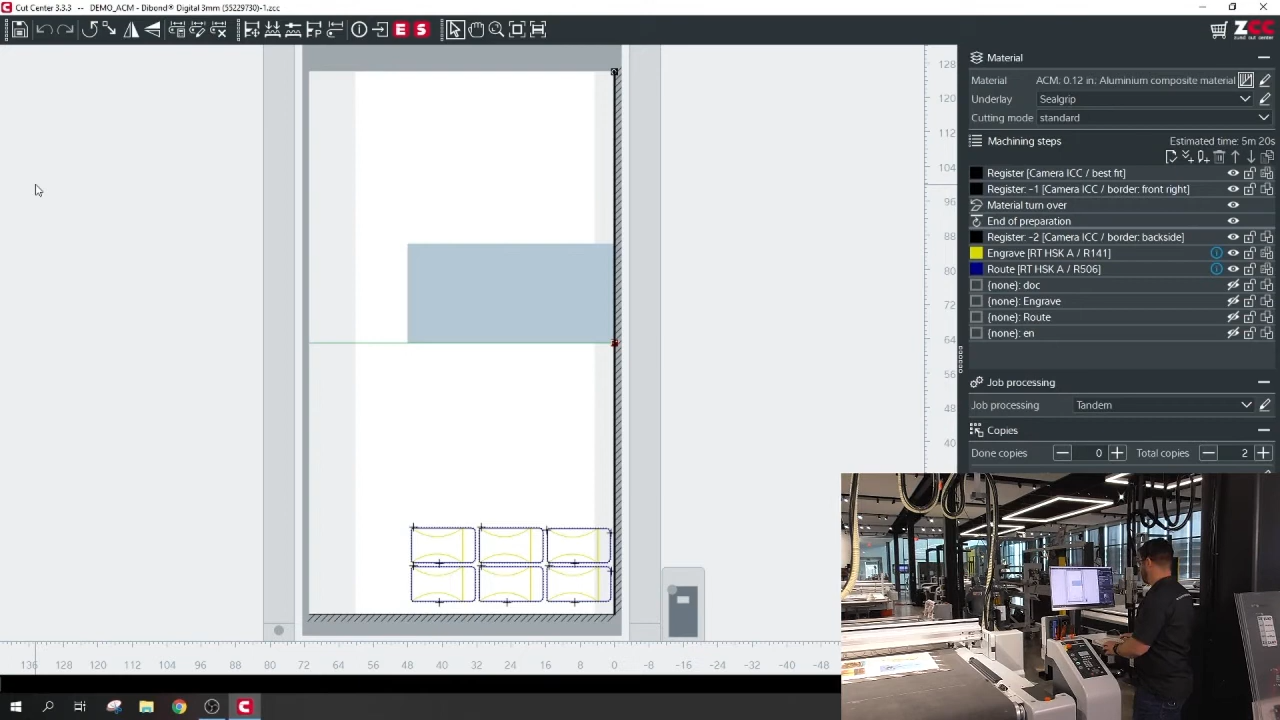 Cut Center 3.3.3 -- DEMO_ACM - Dibond® Digital 3mm (55229730)-1.zcc
E S
ZCC
zund cut center
Material
Material ACM, 0.12 in; Aluminium composite material
Underlay Sealgrip
Cutting mode standard
Machining steps Estimated time: 5m 20s
Register [Camera ICC / best fit]
Register: -1 [Camera ICC / border: front right]
Material turn over
End of preparation
Register: -2 [Camera ICC / border: backside]
Engrave [RT HSK A / R141]
Route [RT HSK A / R506]
(none): doc
(none): Engrave
(none): Route
(none): en
Job processing
Job processing Tandem
Copies
Done copies 0 Total copies 2
128
120
112
104
96
88
80
72
64
56
48
40
136 128 120 112 104 96 88 80 72 64 56 48 40 32 24 16 8 0 -8 -16 -24 -32 -40 -48